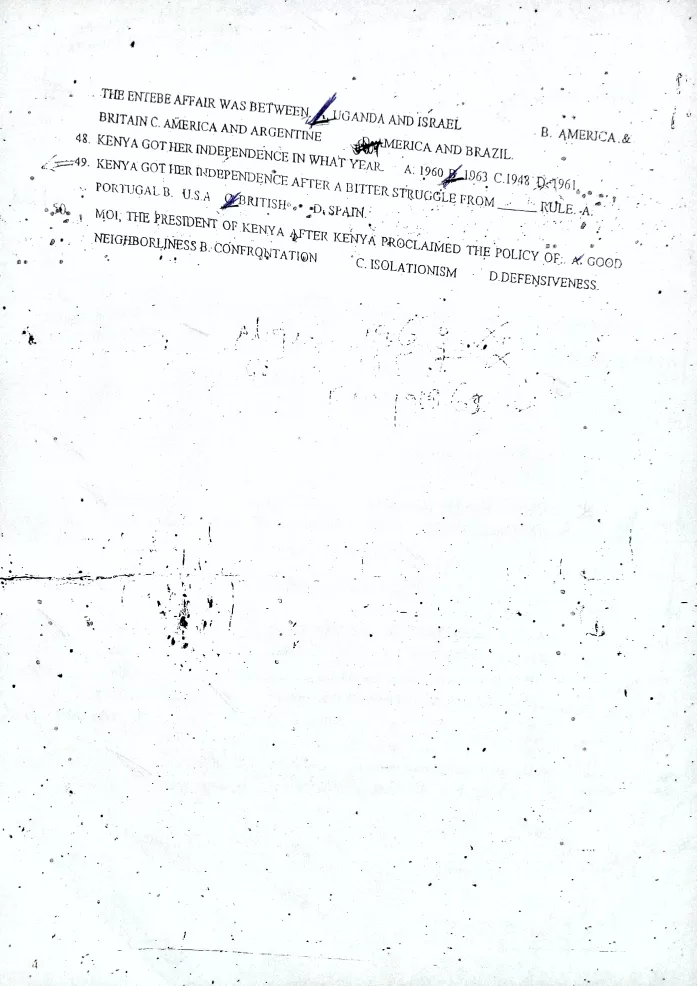 THE ENTEBE AFFAIR WAS BETWEEN UGANDA AND ISRAEL B. AMERICA &
BRITAIN C. AMERICA AND ARGENTINE D. AMERICA AND BRAZIL.
48. KENYA GOT HER INDEPENDENCE IN WHAT YEAR A. 1960 B. 1963 C.1948 D.1961
49. KENYA GOT HER INDEPENDENCE AFTER A BITTER STRUGGLE FROM ______ RULE. A.
PORTUGAL B. U.S.A C. BRITISH D. SPAIN.
50. MOI, THE PRESIDENT OF KENYA AFTER KENYA PROCLAIMED THE POLICY OF A. GOOD
NEIGHBORLINESS B. CONFRONTATION C. ISOLATIONISM D.DEFENSIVENESS.
4